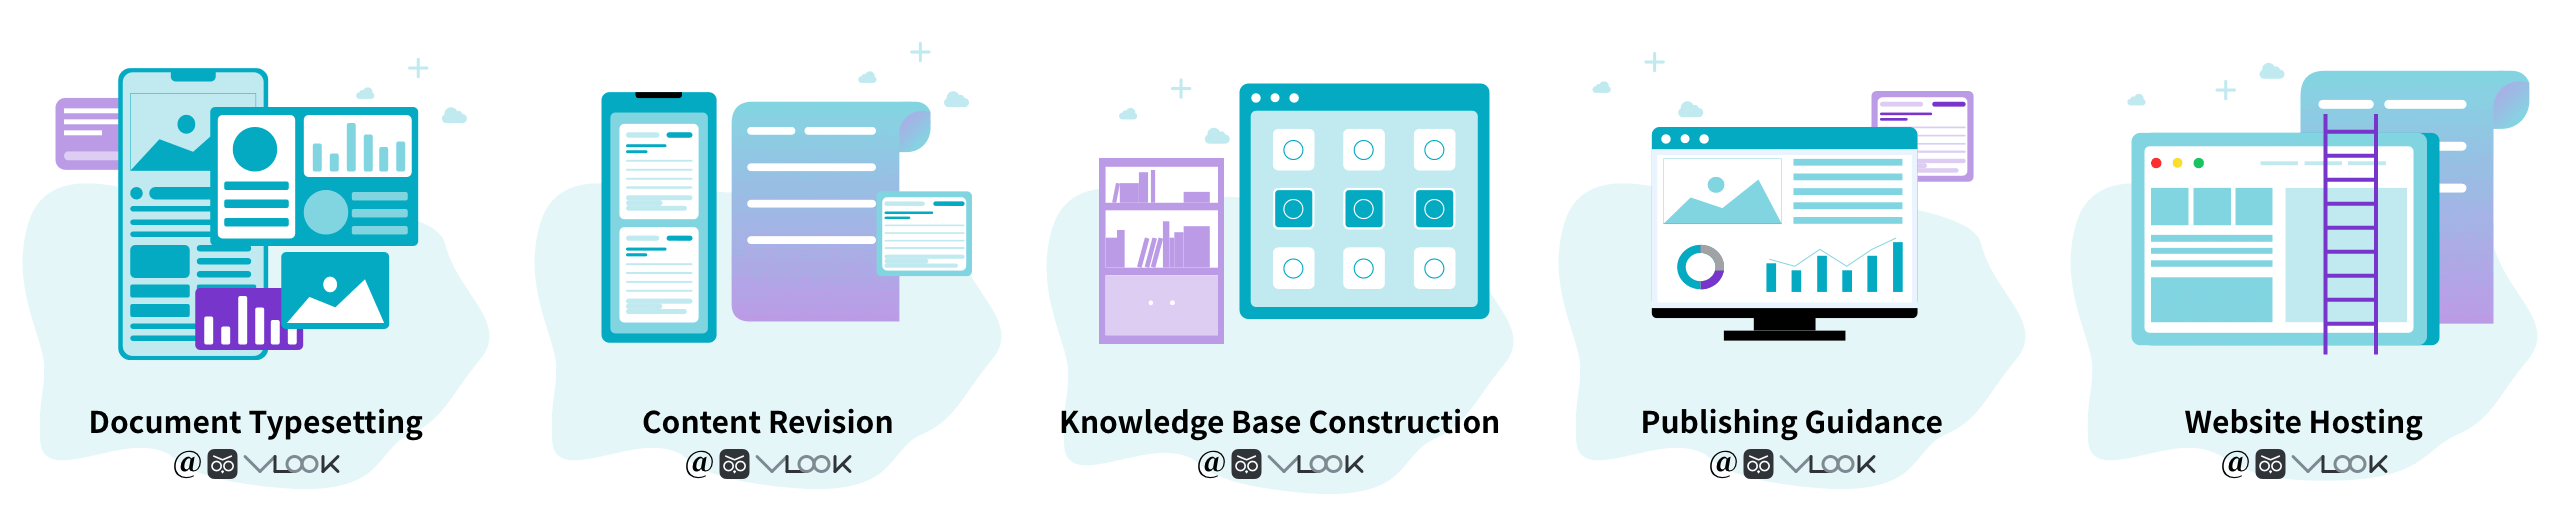 Document Typesetting
@ VLOOK
Content Revision
@ VLOOK
Knowledge Base Construction
@ VLOOK
Publishing Guidance
@ VLOOK
Website Hosting
@ VLOOK